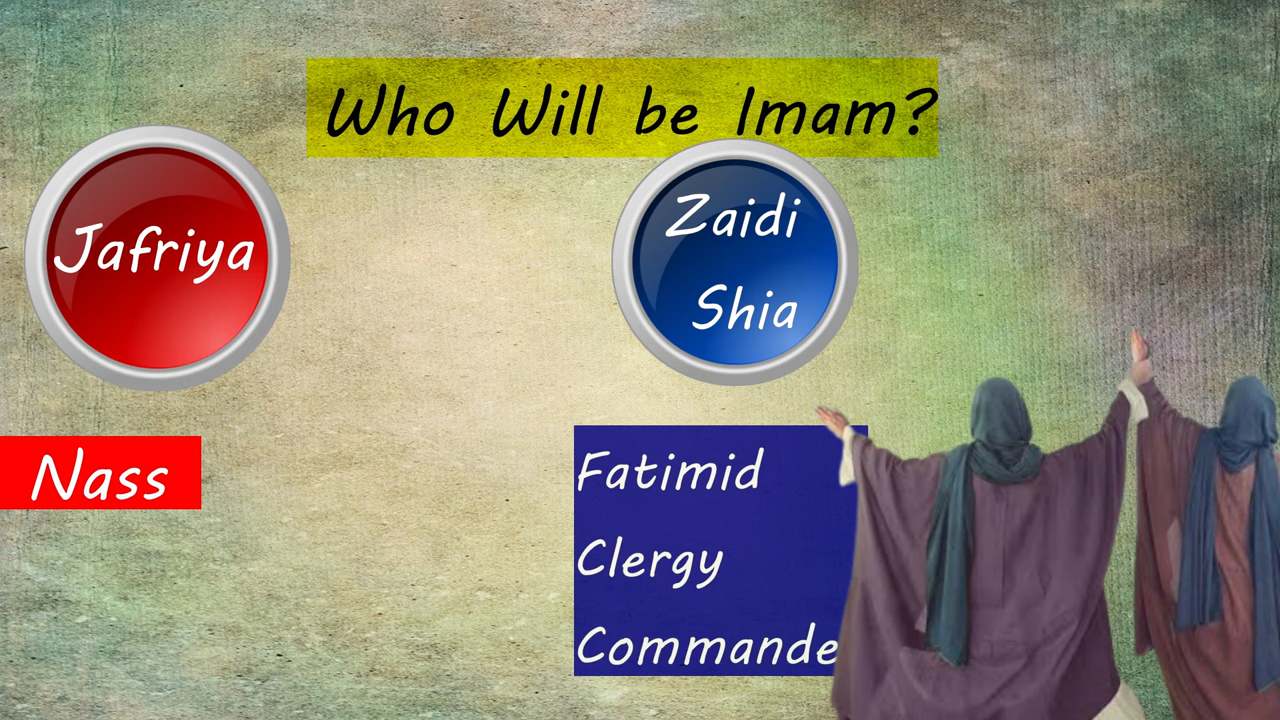 Who Will be Imam?
Jafriya
Zaidi
Shia
Nass
Fatimid
Clergy
Commande